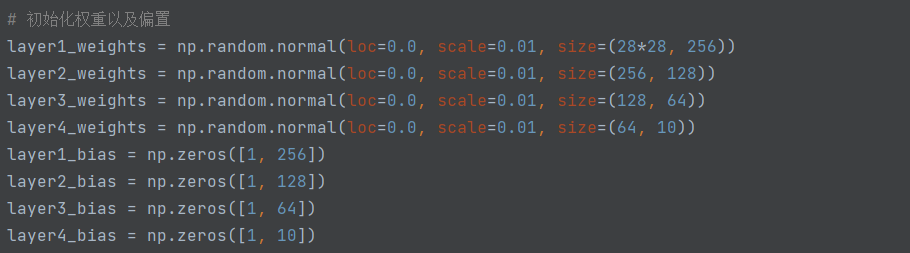 # 初始化权重以及偏置
layer1_weights = np.random.normal(loc=0.0, scale=0.01, size=(28*28, 256))
layer2_weights = np.random.normal(loc=0.0, scale=0.01, size=(256, 128))
layer3_weights = np.random.normal(loc=0.0, scale=0.01, size=(128, 64))
layer4_weights = np.random.normal(loc=0.0, scale=0.01, size=(64, 10))
layer1_bias = np.zeros([1, 256])
layer2_bias = np.zeros([1, 128])
layer3_bias = np.zeros([1, 64])
layer4_bias = np.zeros([1, 10])